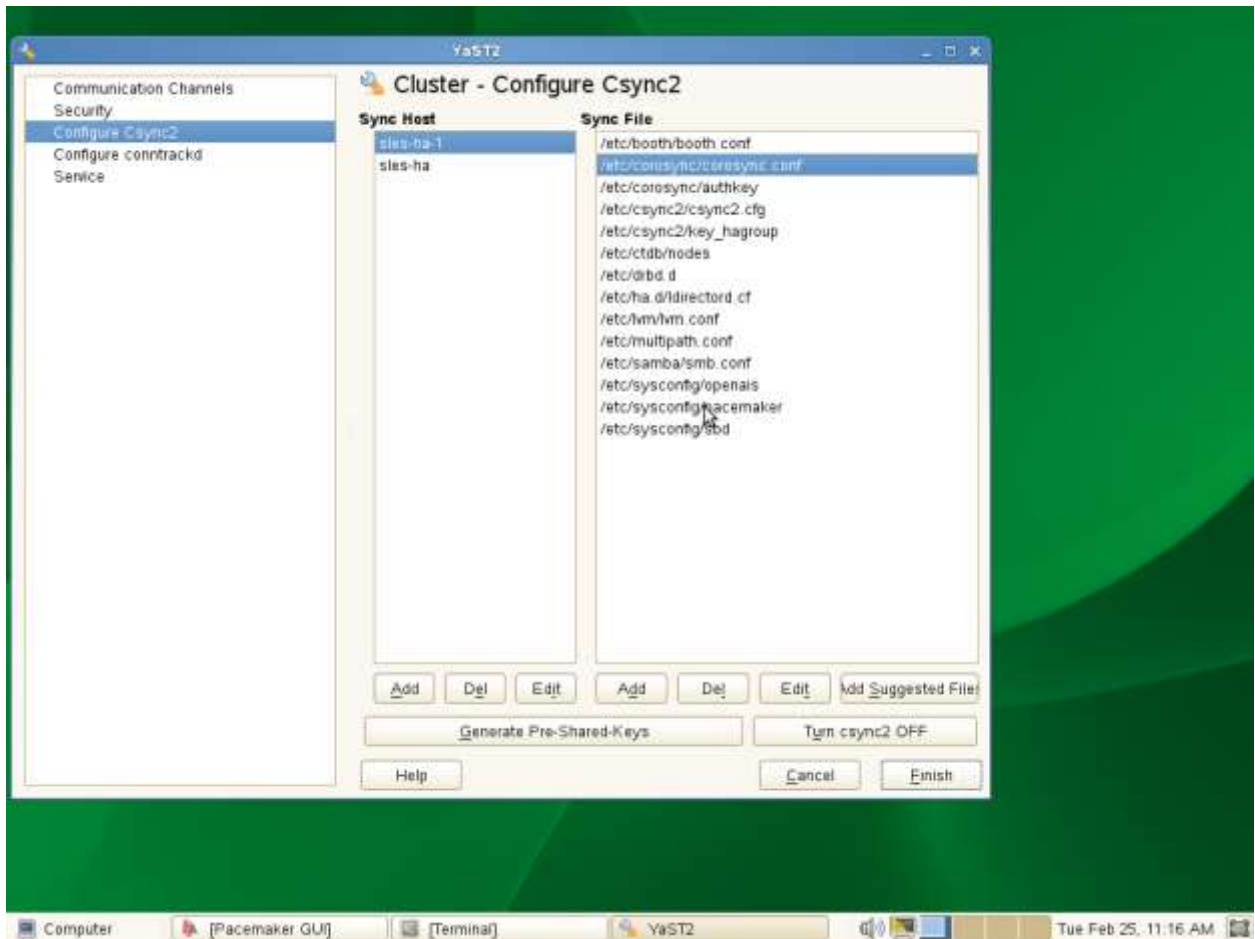 YaST2
Communication Channels
Security
Configure Csync2
Configure conntrackd
Service
Cluster - Configure Csync2
Sync Host
sles-ha-1
sles-ha
Sync File
/etc/booth/booth.conf
/etc/corosync/corosync.conf
/etc/corosync/authkey
/etc/csync2/csync2.cfg
/etc/csync2/key_hagroup
/etc/ctdb/nodes
/etc/drbd.d
/etc/ha.d/ldirectord.cf
/etc/lvm/lvm.conf
/etc/multipath.conf
/etc/samba/smb.conf
/etc/sysconfig/openais
/etc/sysconfig/pacemaker
/etc/sysconfig/sbd
Add Del Edit Add Del Edit Add Suggested Files
Generate Pre-Shared-Keys Turn csync2 OFF
Help Cancel Finish
Computer [Pacemaker GUI] [Terminal] YaST2 Tue Feb 25, 11:16 AM